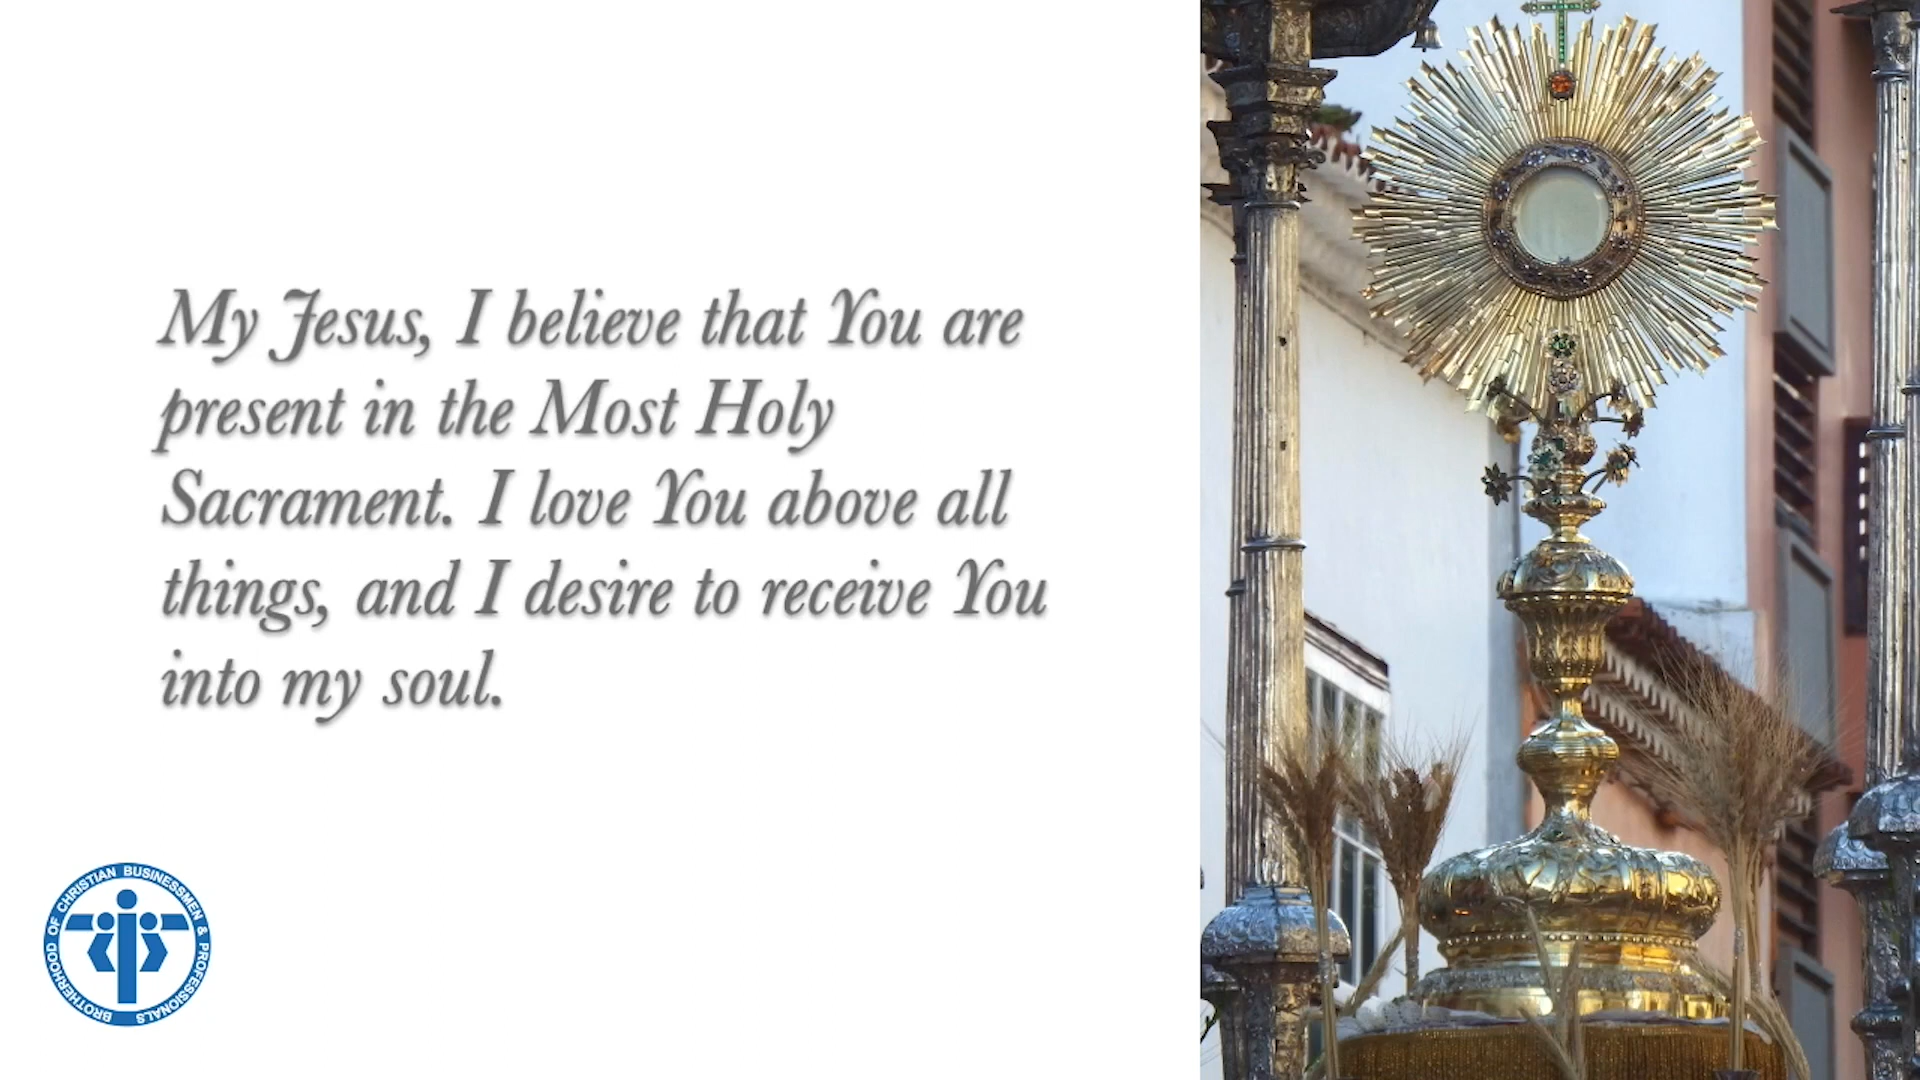 My Jesus, I believe that You are
present in the Most Holy
Sacrament. I love You above all
things, and I desire to receive You
into my soul.
BROTHERHOOD OF CHRISTIAN BUSINESSMEN & PROFESSIONALS